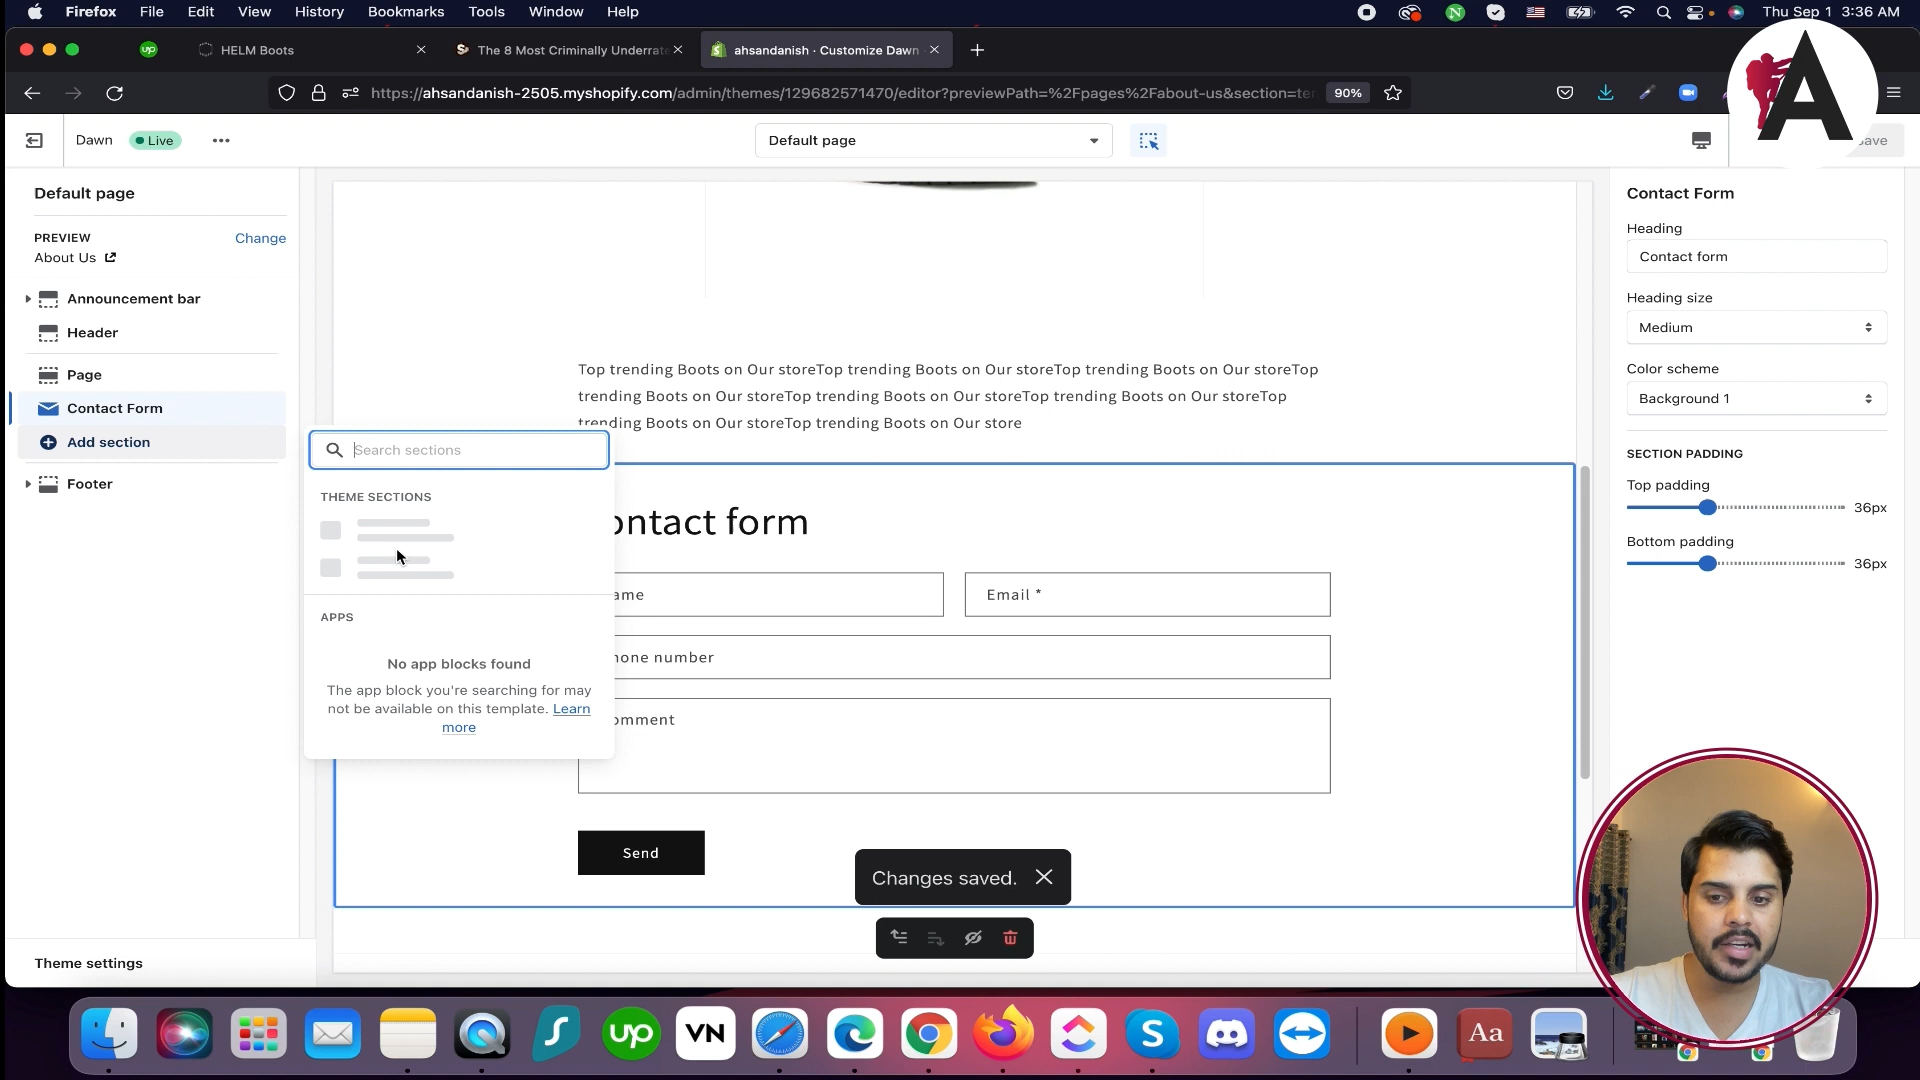 Firefox File Edit View History Bookmarks Tools Window Help
Thu Sep 1 3:36 AM
up
HELM Boots
The 8 Most Criminally Underrate
ahsandanish · Customize Dawn
https://ahsandanish-2505.myshopify.com/admin/themes/129682571470/editor?previewPath=%2Fpages%2Fabout-us&section=ter
90%
A
Dawn
Live
Default page
ave
Default page
PREVIEW
Change
About Us
Announcement bar
Header
Page
Contact Form
Add section
Footer
Theme settings
Search sections
THEME SECTIONS
APPS
No app blocks found
The app block you're searching for may
not be available on this template. Learn
more
Top trending Boots on Our storeTop trending Boots on Our storeTop trending Boots on Our storeTop
trending Boots on Our storeTop trending Boots on Our storeTop trending Boots on Our storeTop
trending Boots on Our storeTop trending Boots on Our store
ontact form
ame
Email *
hone number
omment
Send
Changes saved.
Contact Form
Heading
Contact form
Heading size
Medium
Color scheme
Background 1
SECTION PADDING
Top padding
36px
Bottom padding
36px
up
VN
S
Aa